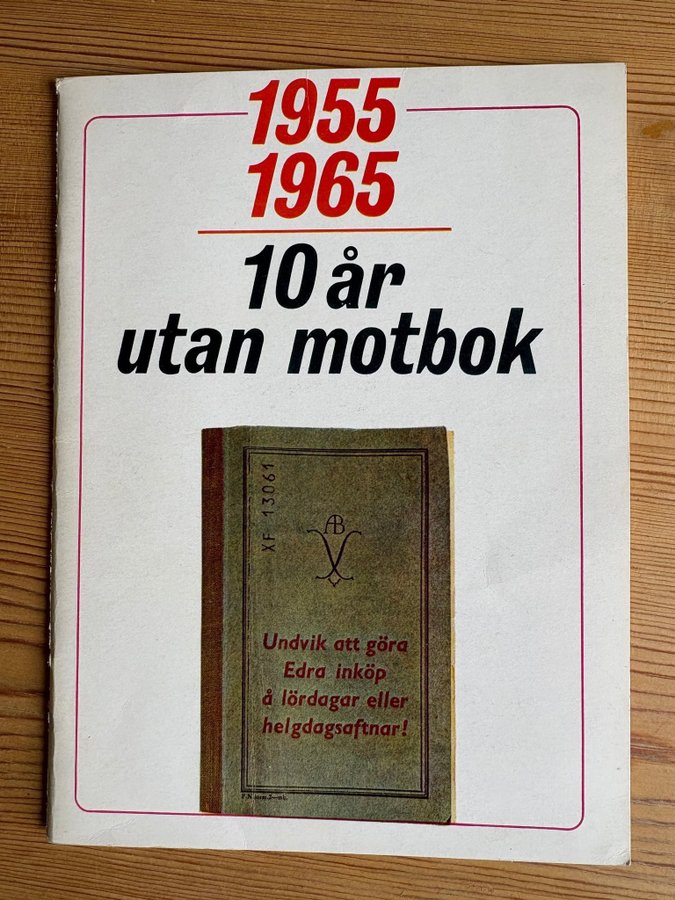 1955
1965
10 år
utan motbok
XF 13061
AB
V
Undvik att göra
Edra inköp
å lördagar eller
helgdagsaftnar!